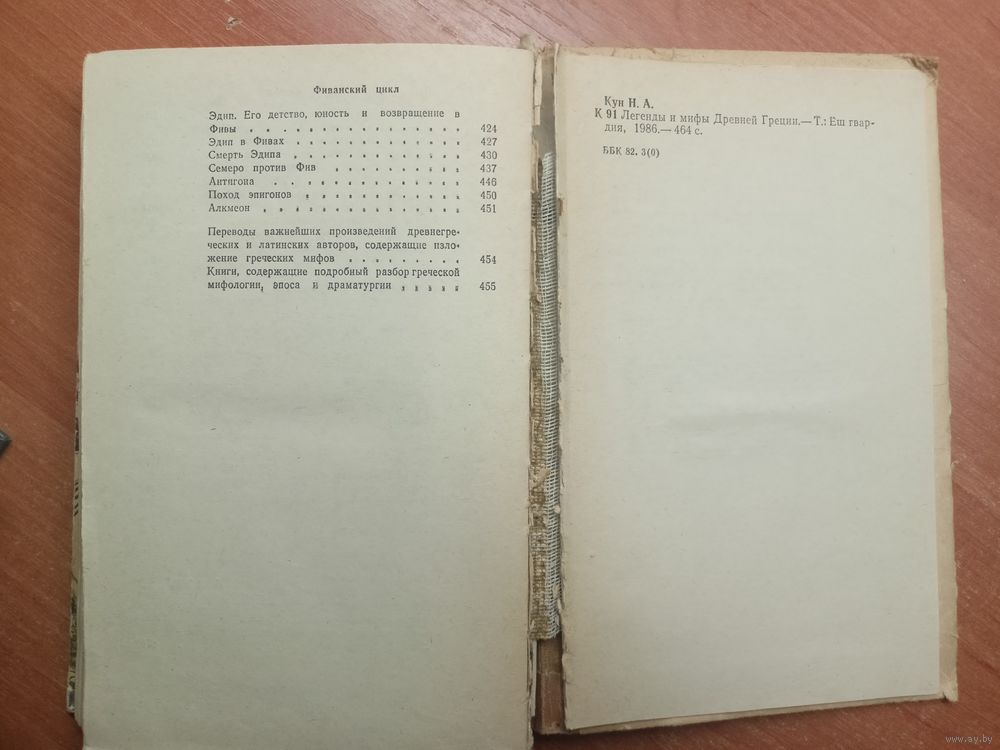 Фиванский цикл
Эдип. Его детство, юность и возвращение в
Фивы . . . . . . . . . . . . . . . 424
Эдип в Фивах . . . . . . . . . . . . 427
Смерть Эдипа . . . . . . . . . . . . 430
Семеро против Фив . . . . . . . . . . 437
Антигона . . . . . . . . . . . . . . 446
Поход эпигонов . . . . . . . . . . . 450
Алкмеон . . . . . . . . . . . . . . 451
Переводы важнейших произведений древнегре-
ческих и латинских авторов, содержащие изло-
жение греческих мифов . . . . . . . . . 454
Книги, содержащие подробный разбор греческой
мифологии, эпоса и драматургии . . . . . 455
Кун Н. А.
К 91 Легенды и мифы Древней Греции.—Т.: Еш гвар-
дия, 1986.— 464 с.
ББК 82. 3(0)
www.ay.by